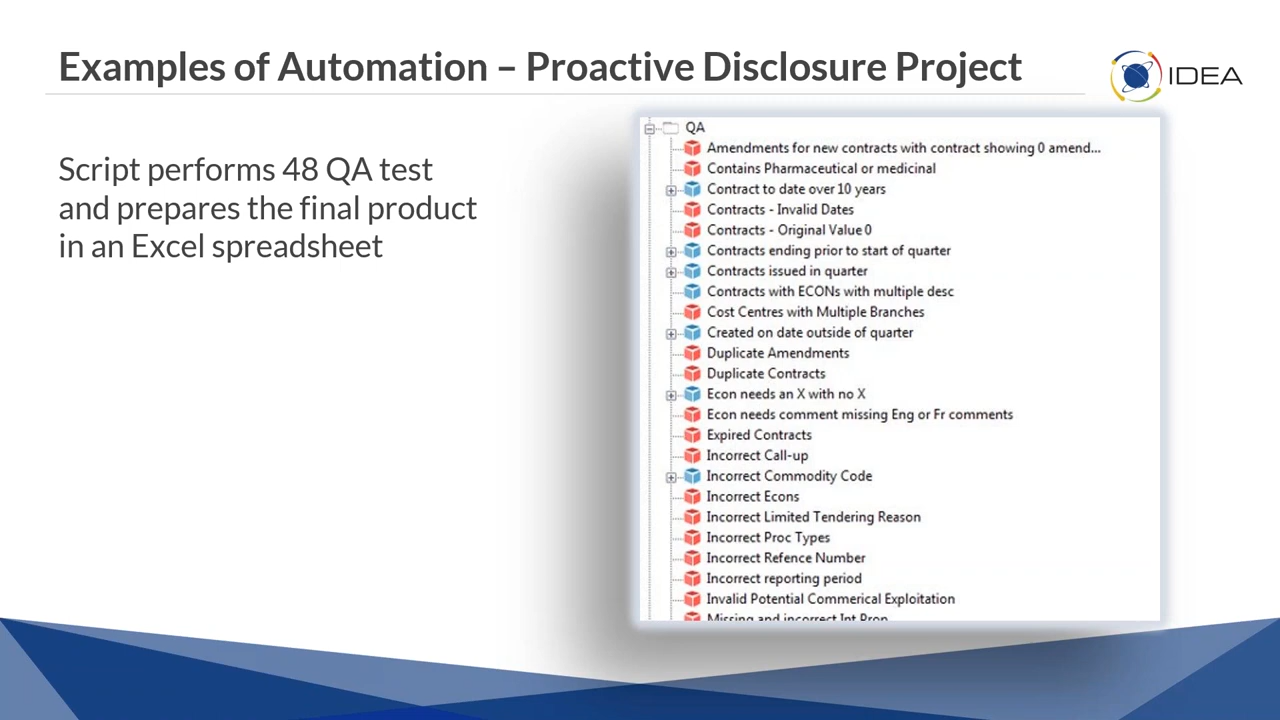 Examples of Automation – Proactive Disclosure Project
IDEA
Script performs 48 QA test
and prepares the final product
in an Excel spreadsheet
QA
Amendments for new contracts with contract showing 0 amend...
Contains Pharmaceutical or medicinal
Contract to date over 10 years
Contracts - Invalid Dates
Contracts - Original Value 0
Contracts ending prior to start of quarter
Contracts issued in quarter
Contracts with ECONs with multiple desc
Cost Centres with Multiple Branches
Created on date outside of quarter
Duplicate Amendments
Duplicate Contracts
Econ needs an X with no X
Econ needs comment missing Eng or Fr comments
Expired Contracts
Incorrect Call-up
Incorrect Commodity Code
Incorrect Econs
Incorrect Limited Tendering Reason
Incorrect Proc Types
Incorrect Refence Number
Incorrect reporting period
Invalid Potential Commerical Exploitation
Missing and incorrect Int Prop